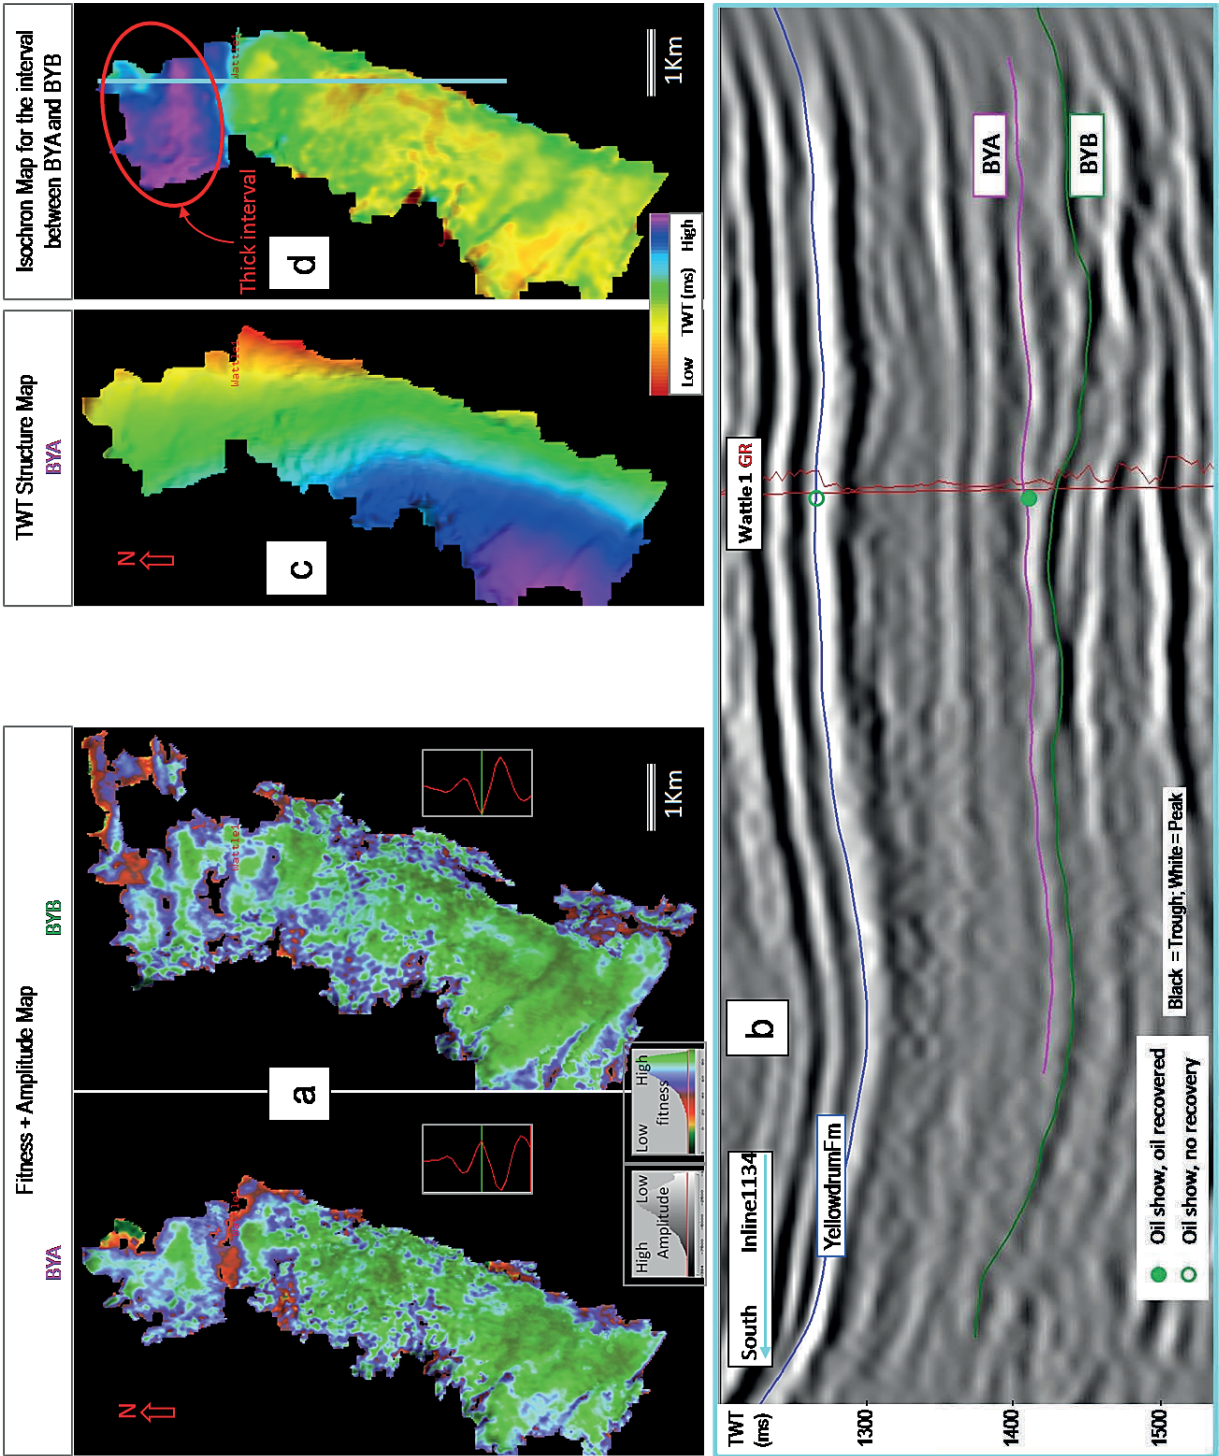 Fitness + Amplitude Map
BYA
BYB
N
Wattle1
a
High
Low
Amplitude
Low
High
fitness
1Km
TWT Structure Map
BYA
N
c
Wattle1
Isochron Map for the interval
between BYA and BYB
d
Thick interval
Wattle1
Low TWT (ms) High
1Km
TWT
(ms)
1300
1400
1500
South Inline1134
YellowdrumFm
b
Wattle 1 GR
BYA
BYB
Oil show, oil recovered
Oil show, no recovery
Black = Trough; White = Peak